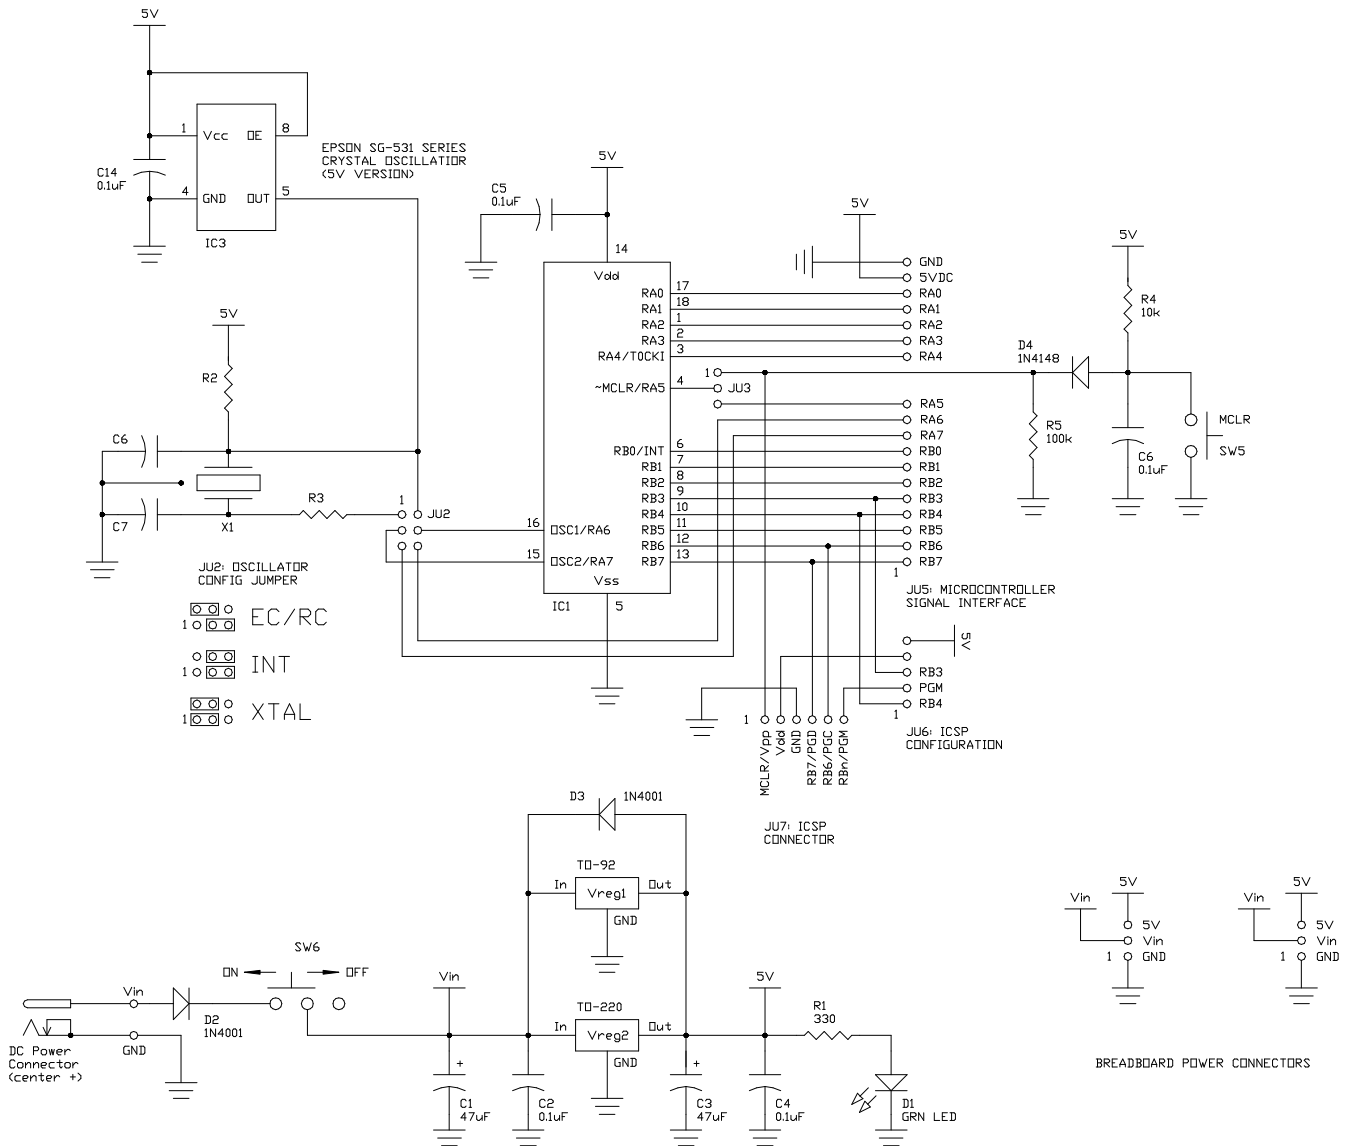 5V
1
Vcc
OE
8
EPSON SG-531 SERIES
CRYSTAL OSCILLATOR
(5V VERSION)
C14
0.1uF
4
GND
OUT
5
IC3
5V
C5
0.1uF
14
Vdd
5V
GND
5VDC
RA0
17
RA0
RA1
18
RA1
RA2
1
RA2
RA3
2
RA3
RA4/T0CKI
3
RA4
5V
R4
10k
D4
1N4148
1
~MCLR/RA5
4
JU3
RA5
RA6
RA7
RB0/INT
6
RB0
RB1
7
RB1
RB2
8
RB2
RB3
9
RB3
RB4
10
RB4
RB5
11
RB5
RB6
12
RB6
RB7
13
RB7
1
R5
100k
C6
0.1uF
MCLR
SW5
5V
R2
C6
C7
X1
R3
1
JU2
16
OSC1/RA6
15
OSC2/RA7
Vss
IC1
5
JU2: OSCILLATOR
CONFIG JUMPER
1
EC/RC
1
INT
1
XTAL
JU5: MICROCONTROLLER
SIGNAL INTERFACE
5V
RB3
PGM
RB4
1
JU6: ICSP
CONFIGURATION
1
MCLR/Vpp
Vdd
GND
RB7/PGD
RB6/PGC
RBn/PGM
JU7: ICSP
CONNECTOR
D3
1N4001
TO-92
In
Vreg1
Out
GND
SW6
ON
OFF
Vin
D2
1N4001
GND
DC Power
Connector
(center +)
Vin
TO-220
In
Vreg2
Out
GND
5V
R1
330
+
C1
47uF
C2
0.1uF
+
C3
47uF
C4
0.1uF
D1
GRN LED
5V
Vin
5V
Vin
1
GND
5V
Vin
5V
Vin
1
GND
BREADBOARD POWER CONNECTORS